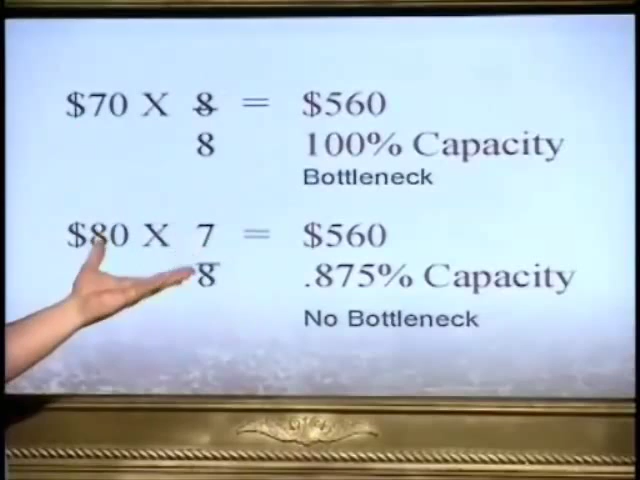 $70 X 8 = $560
8 100% Capacity
Bottleneck
$80 X 7 = $560
8 .875% Capacity
No Bottleneck